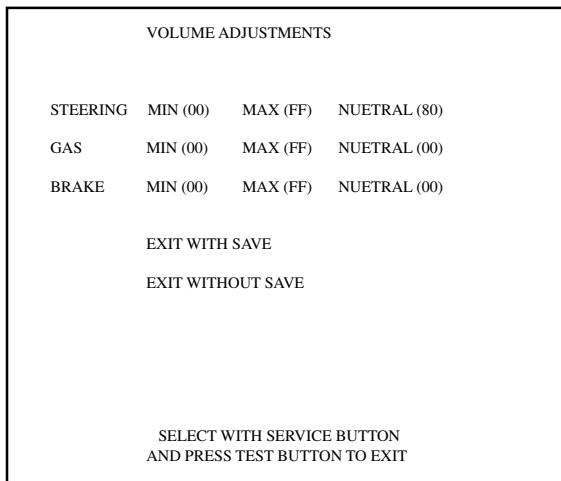 VOLUME ADJUSTMENTS
STEERING MIN (00) MAX (FF) NUETRAL (80)
GAS MIN (00) MAX (FF) NUETRAL (00)
BRAKE MIN (00) MAX (FF) NUETRAL (00)
EXIT WITH SAVE
EXIT WITHOUT SAVE
SELECT WITH SERVICE BUTTON
AND PRESS TEST BUTTON TO EXIT